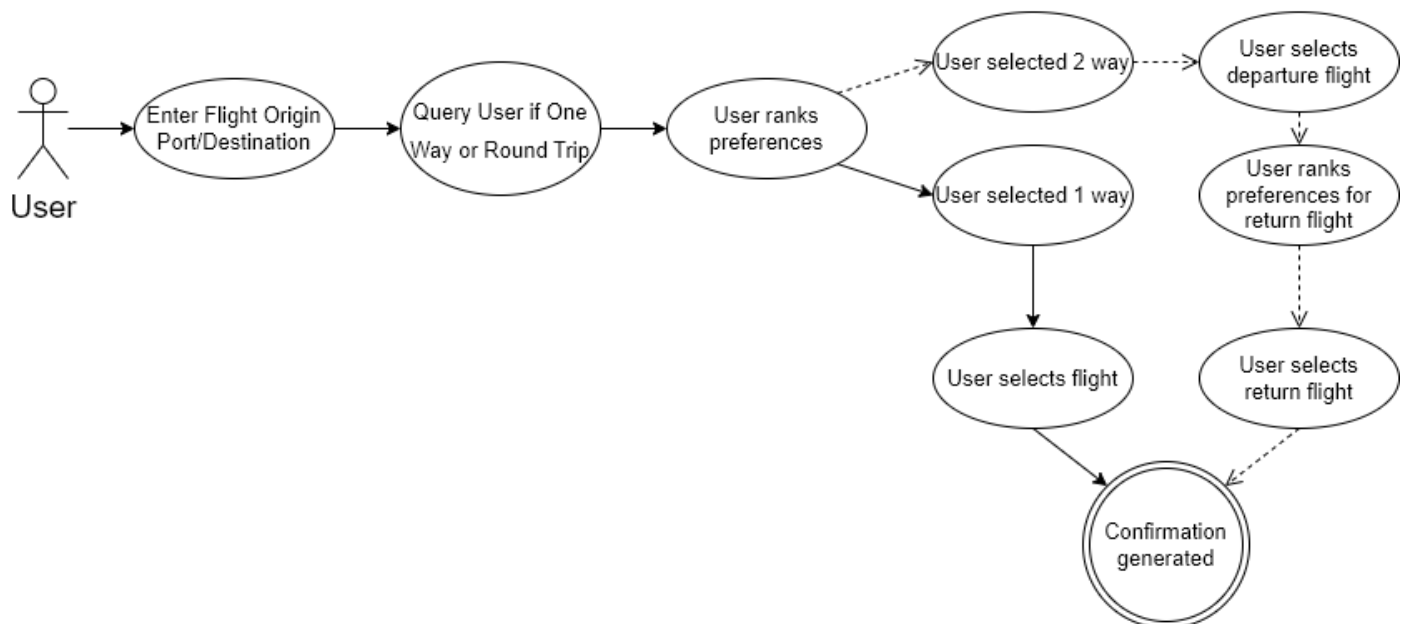 User
Enter Flight Origin
Port/Destination
Query User if One
Way or Round Trip
User ranks
preferences
User selected 2 way
User selects
departure flight
User selected 1 way
User ranks
preferences for
return flight
User selects flight
User selects
return flight
Confirmation
generated